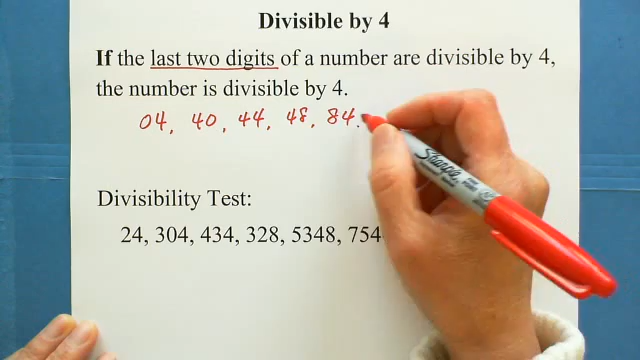 Divisible by 4
If the last two digits of a number are divisible by 4,
the number is divisible by 4.
04, 40, 44, 48, 84.
Divisibility Test:
24, 304, 434, 328, 5348, 754
Sharpie